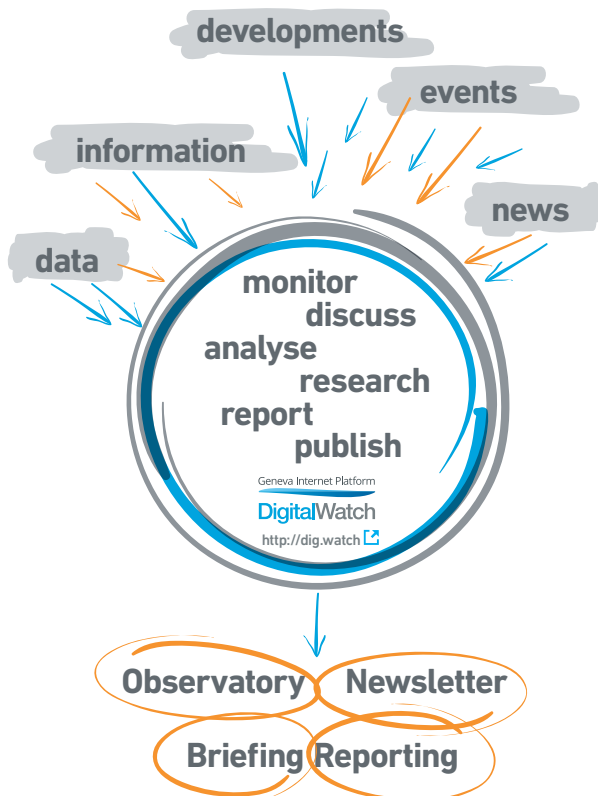 developments
events
information
news
data
monitor
discuss
analyse
research
report
publish
Geneva Internet Platform
DigitalWatch
http://dig.watch
Observatory Newsletter
Briefing Reporting